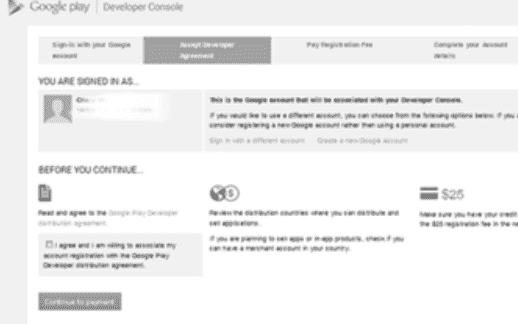 Google play | Developer Console
Sign-in with your Google
account
Accept Developer
Agreement
Pay Registration Fee
Complete your Account
details
YOU ARE SIGNED IN AS...
This is the Google account that will be associated with your Developer Console.
If you would like to use a different account, you can choose from the following options below. If you a
consider registering a new Google account rather than using a personal account.
Sign in with a different account
Create a new Google account
BEFORE YOU CONTINUE...
Read and agree to the Google Play Developer
distribution agreement.
I agree and I am willing to associate my
account registration with the Google Play
Developer distribution agreement.
Review the distribution countries where you can distribute and
sell applications.
If you are planning to sell apps or in-app products, check if you
can have a merchant account in your country.
$25
Make sure you have your credit
the $25 registration fee in the ne
Continue to payment